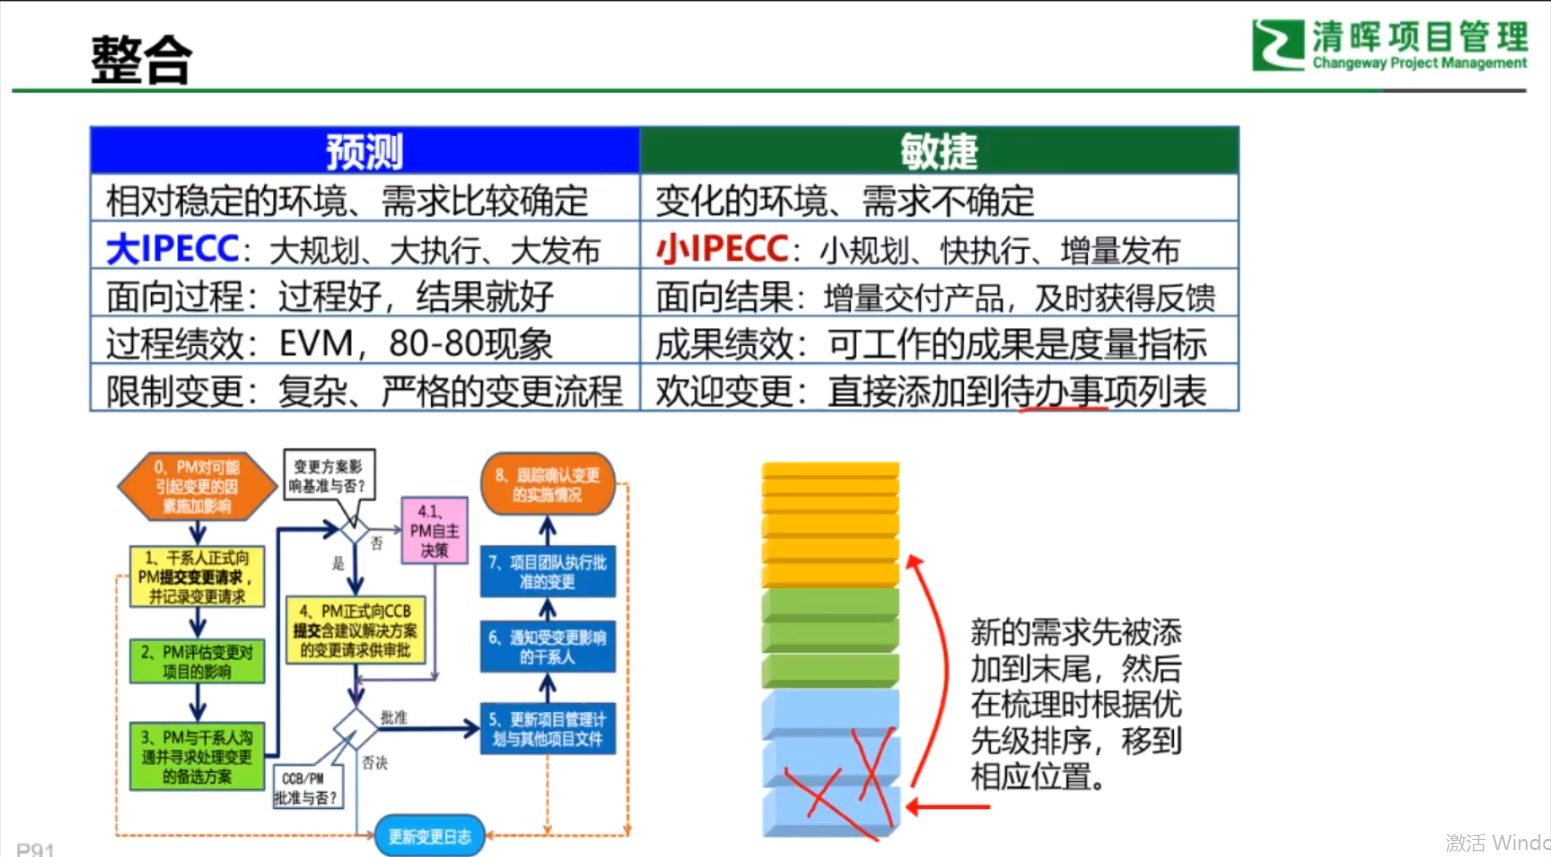 整合
清晖项目管理
Changeway Project Management
预测
敏捷
相对稳定的环境、需求比较确定
变化的环境、需求不确定
大IPECC：大规划、大执行、大发布
小IPECC：小规划、快执行、增量发布
面向过程：过程好，结果就好
面向结果：增量交付产品，及时获得反馈
过程绩效：EVM，80-80现象
成果绩效：可工作的成果是度量指标
限制变更：复杂、严格的变更流程
欢迎变更：直接添加到待办事项列表
0、PM对可能
引起变更的因
素施加影响
1、干系人正式向
PM提交变更请求，
并记录变更请求
2、PM评估变更对
项目的影响
3、PM与干系人沟
通并寻求处理变更
的备选方案
变更方案影
响基准与否？
否
是
4.1、
PM自主
决策
4、PM正式向CCB
提交含建议解决方案
的变更请求供审批
批准
否决
CCB/PM
批准与否？
5、更新项目管理计
划与其他项目文件
6、通知受变更影响
的干系人
7、项目团队执行批
准的变更
8、跟踪确认变更
的实施情况
更新变更日志
新的需求先被添
加到末尾，然后
在梳理时根据优
先级排序，移到
相应位置。
P91
激活 Windo